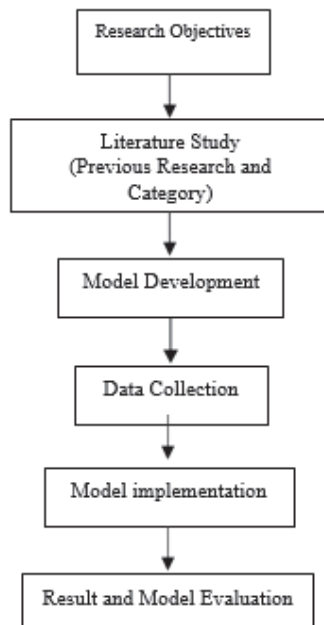 Research Objectives
Literature Study
(Previous Research and
Category)
Model Development
Data Collection
Model implementation
Result and Model Evaluation